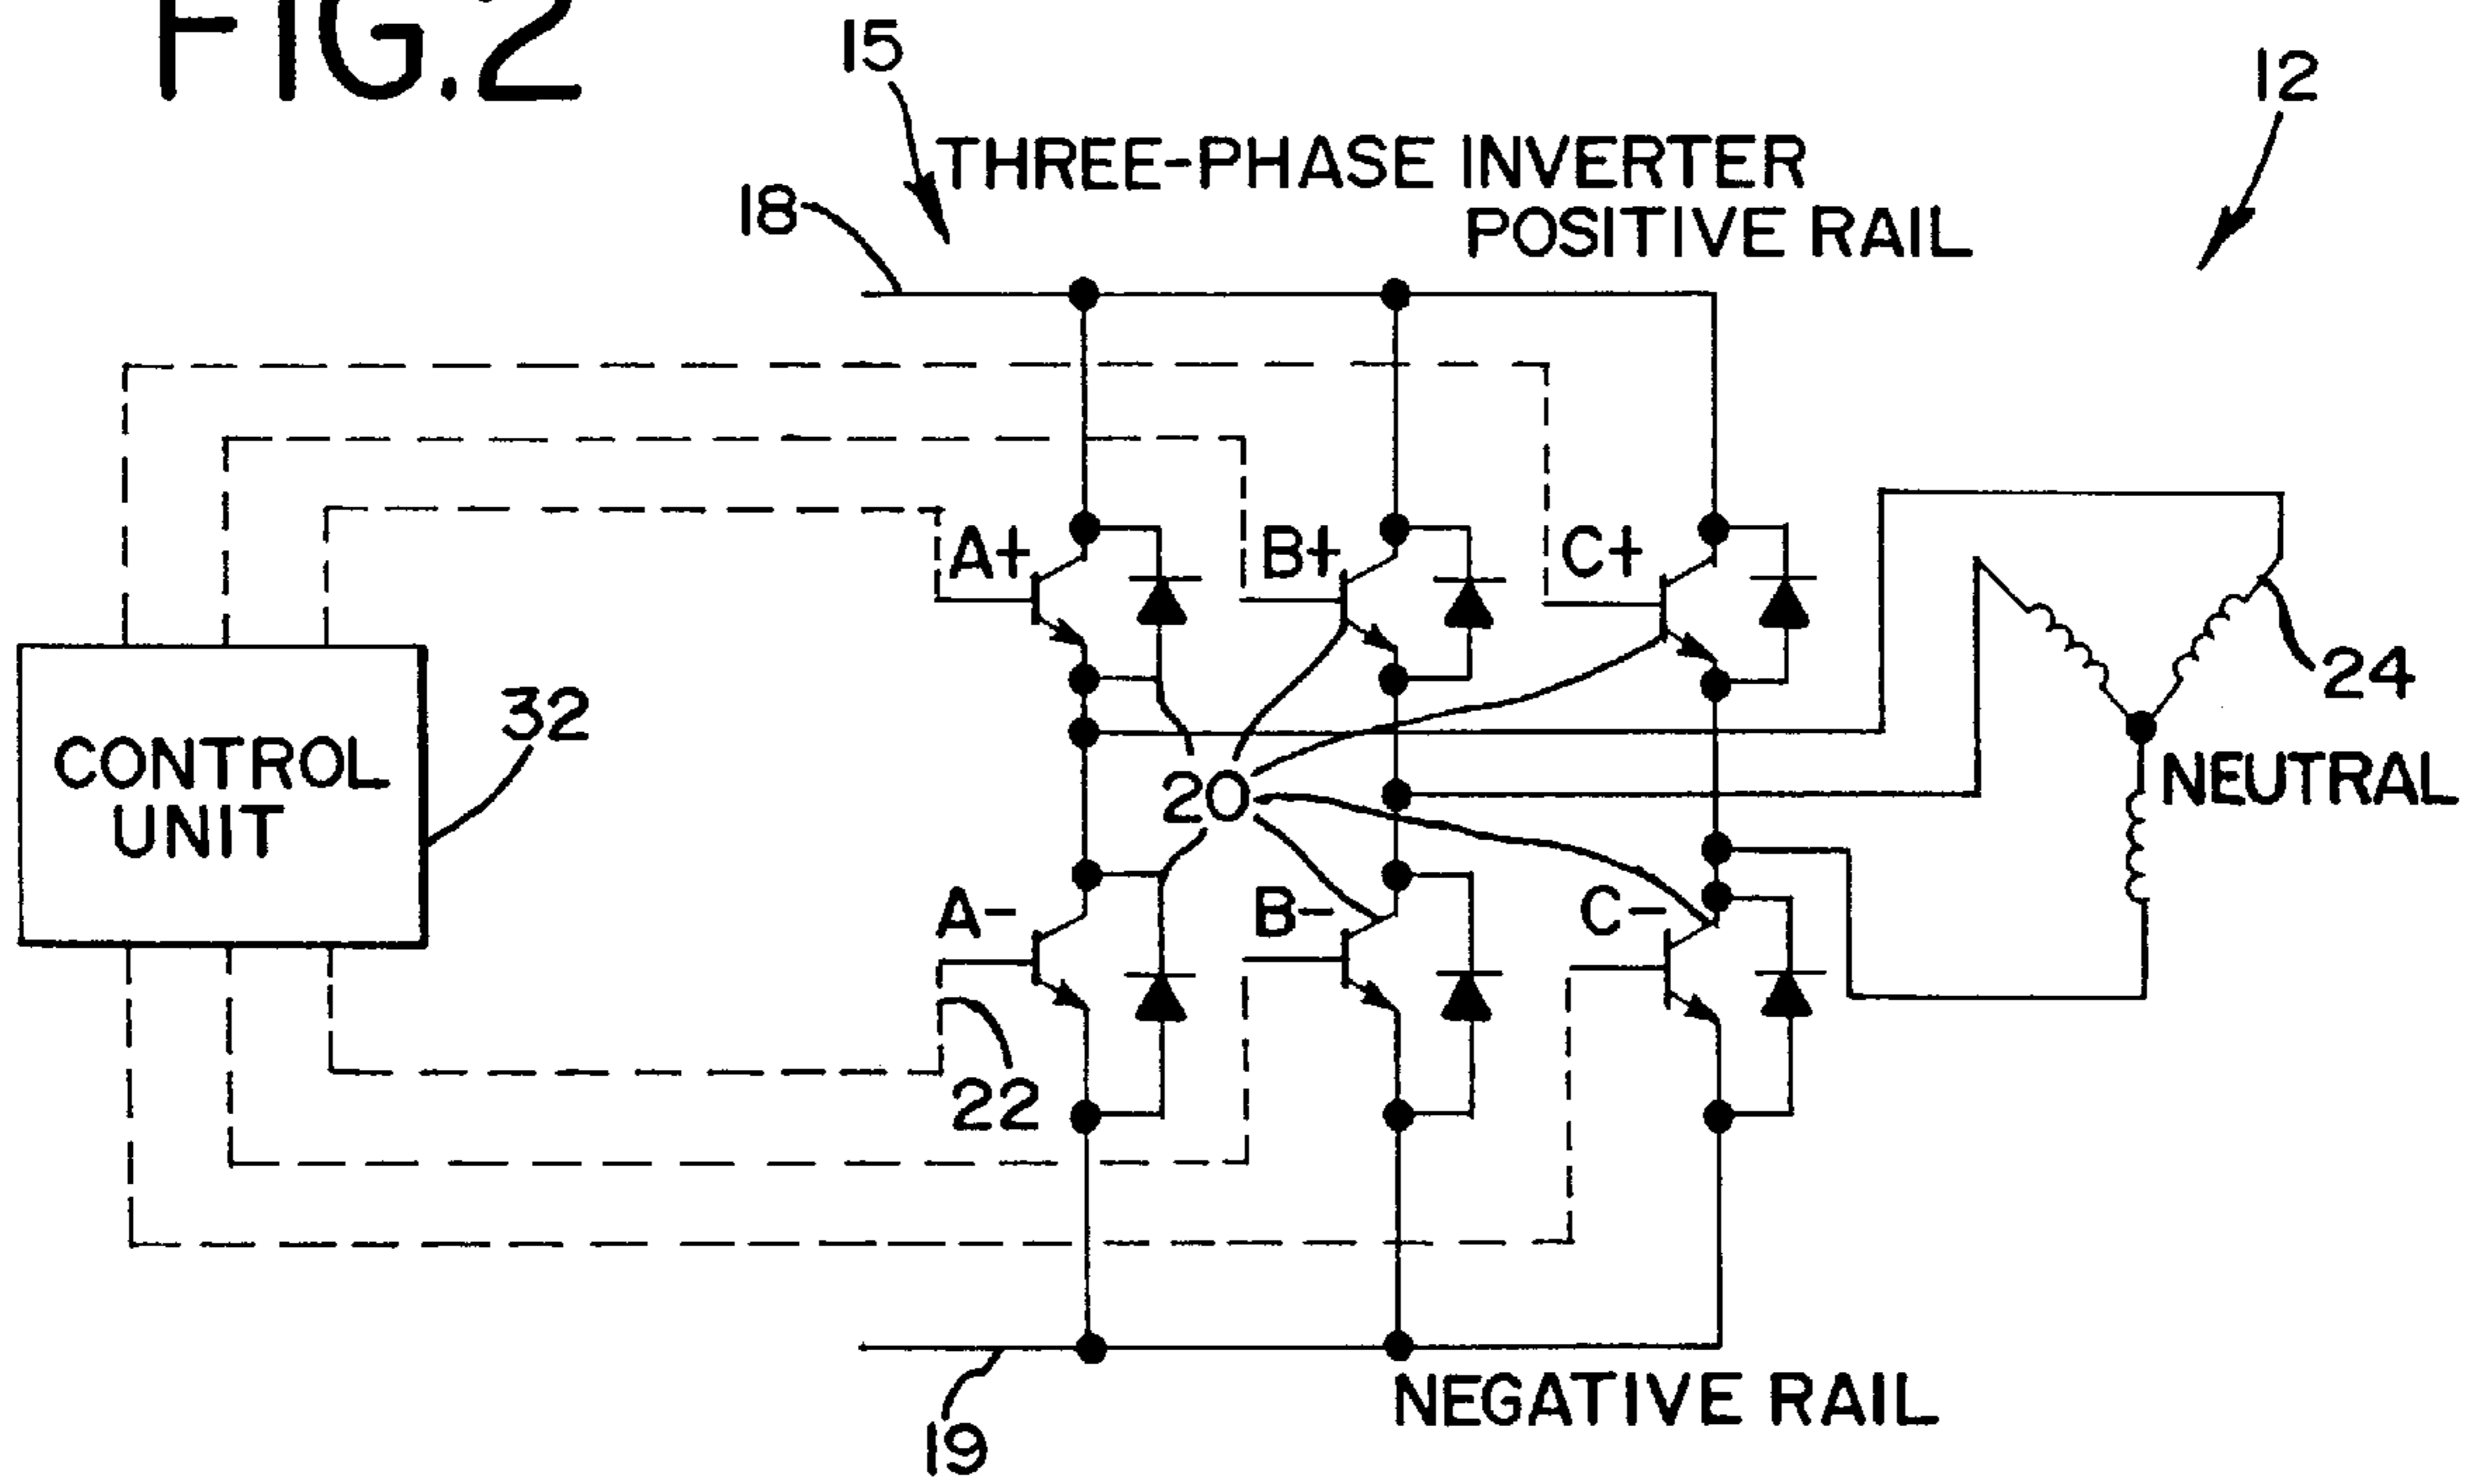 FIG.2
15
12
THREE-PHASE INVERTER
18
POSITIVE RAIL
A+
B+
C+
24
32
CONTROL
UNIT
20
NEUTRAL
A-
B-
C-
22
NEGATIVE RAIL
19